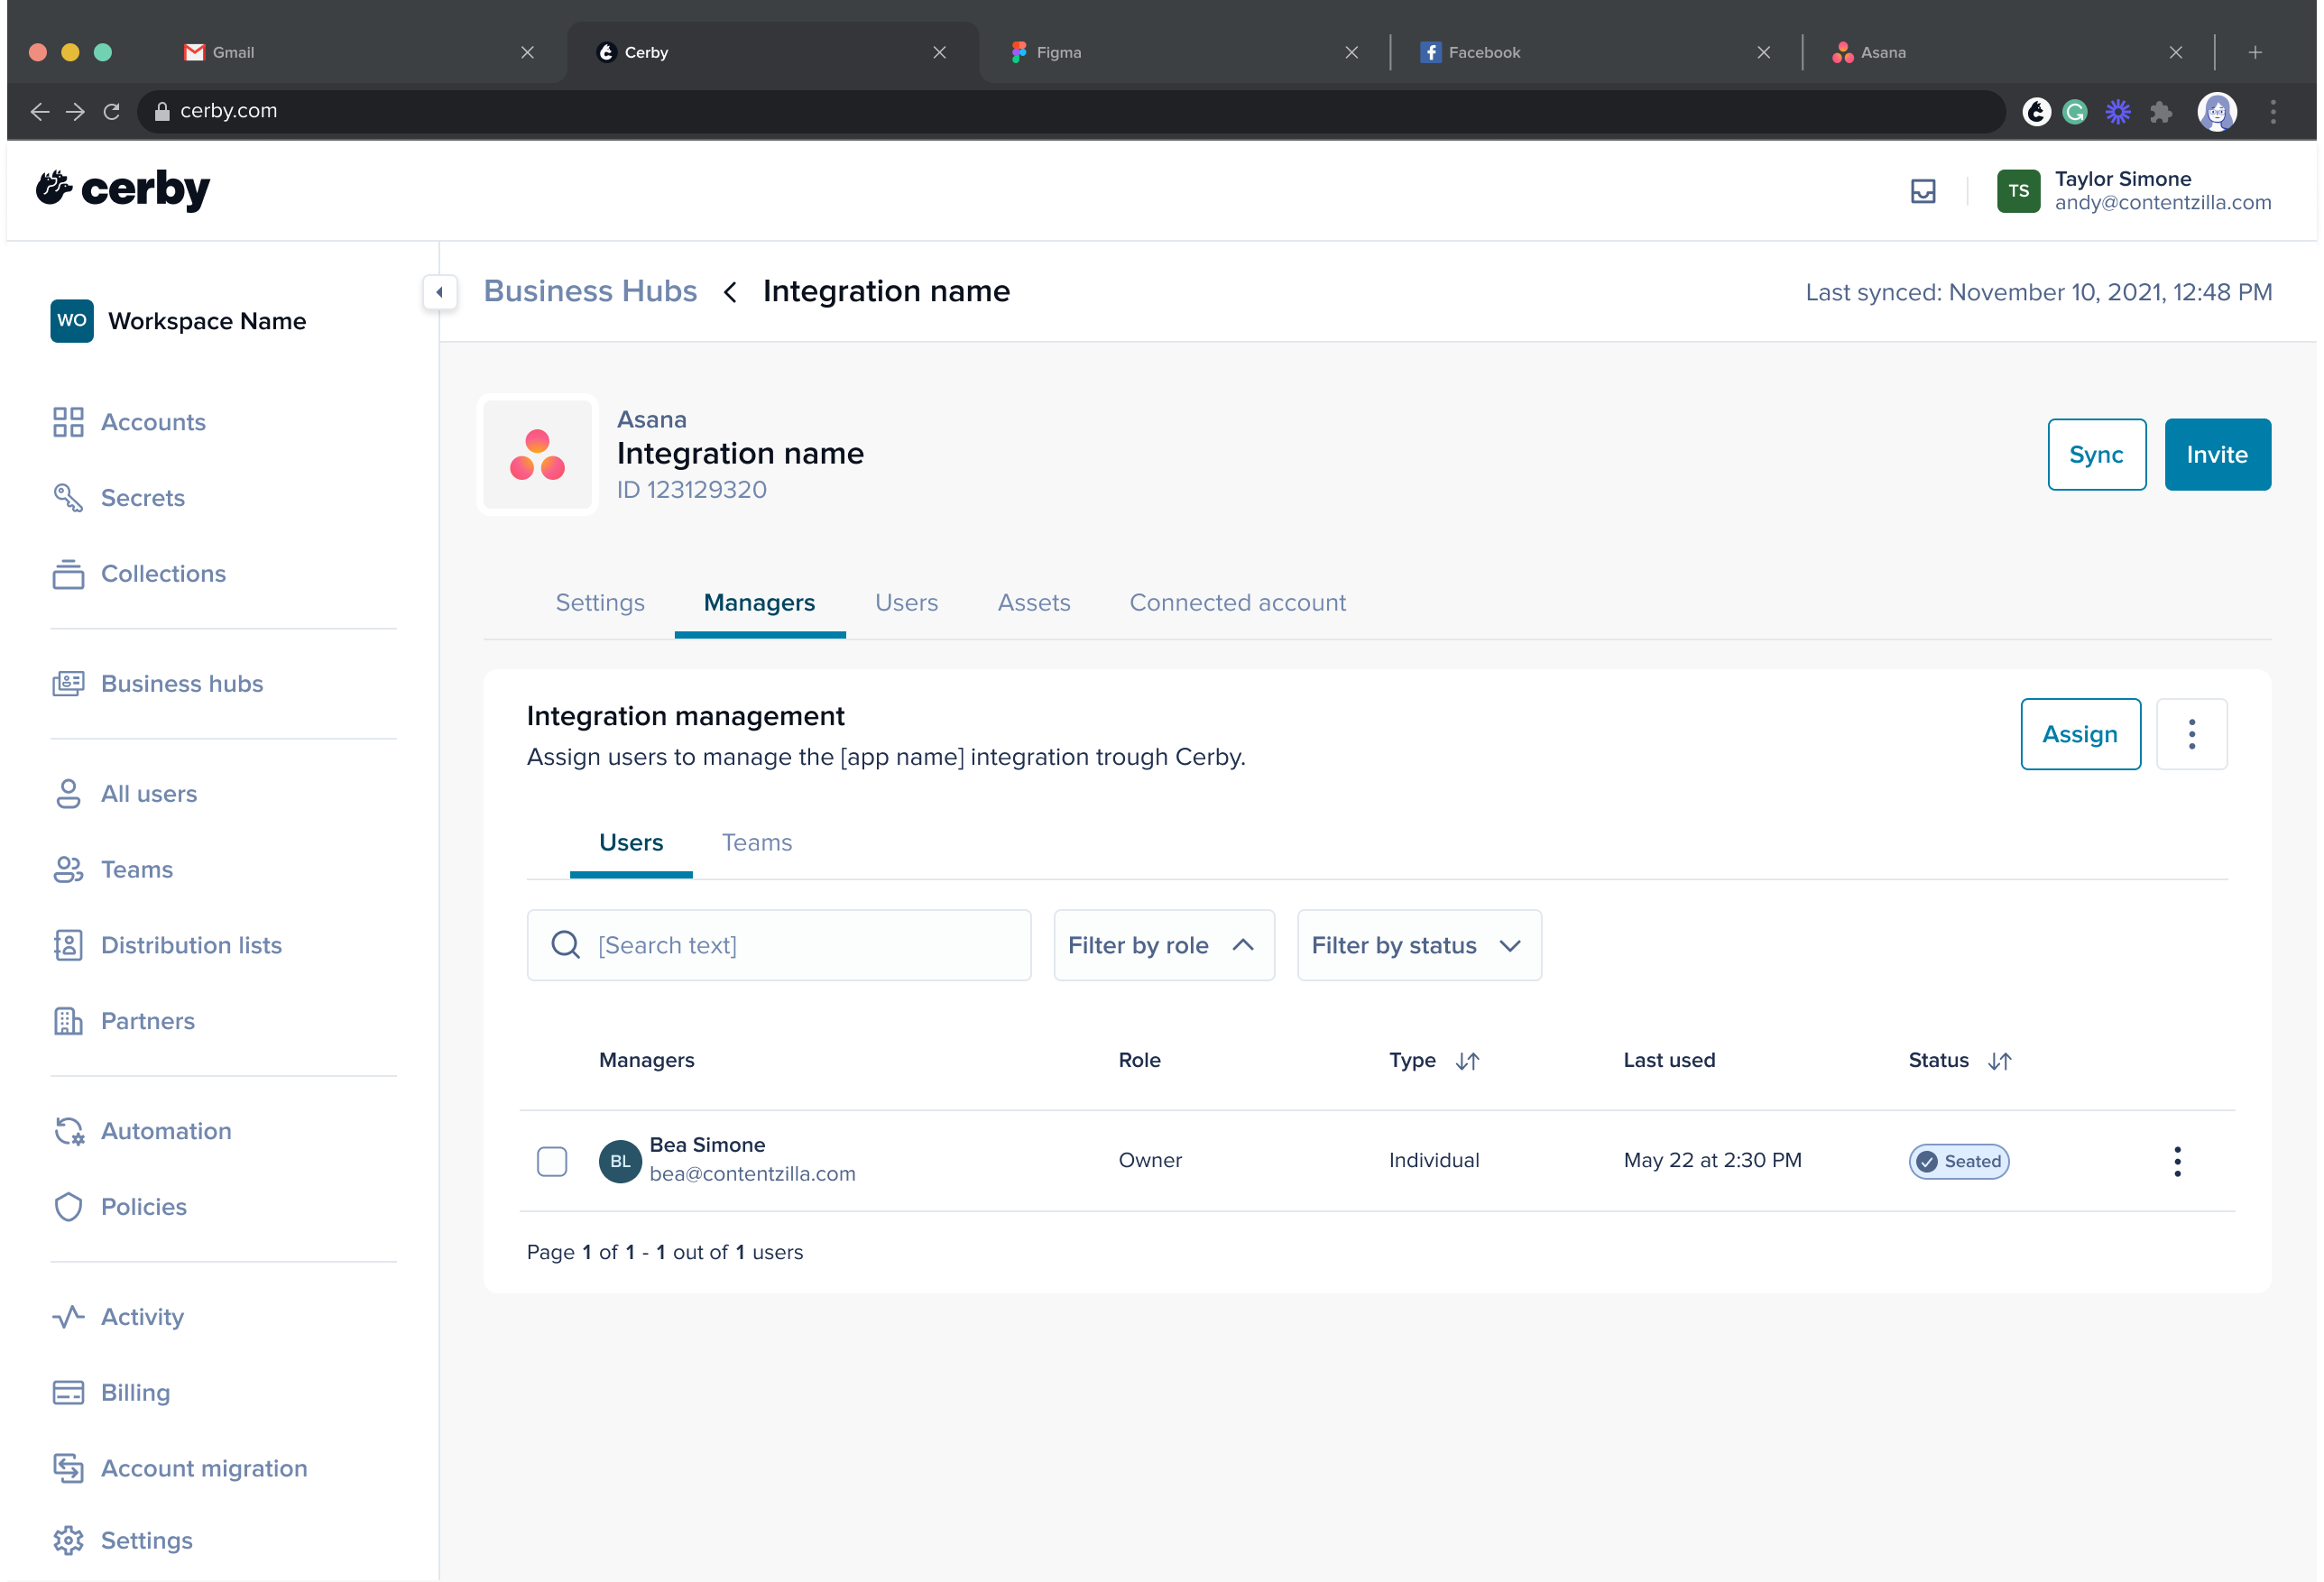 Gmail
Cerby
Figma
Facebook
Asana
cerby.com
cerby
TS
Taylor Simone
andy@contentzilla.com
WO
Workspace Name
Accounts
Secrets
Collections
Business hubs
All users
Teams
Distribution lists
Partners
Automation
Policies
Activity
Billing
Account migration
Settings
Business Hubs
Integration name
Last synced: November 10, 2021, 12:48 PM
Asana
Integration name
ID 123129320
Sync
Invite
Settings
Managers
Users
Assets
Connected account
Integration management
Assign users to manage the [app name] integration trough Cerby.
Assign
Users
Teams
[Search text]
Filter by role
Filter by status
Managers
Role
Type
Last used
Status
BL
Bea Simone
bea@contentzilla.com
Owner
Individual
May 22 at 2:30 PM
Seated
Page 1 of 1 - 1 out of 1 users